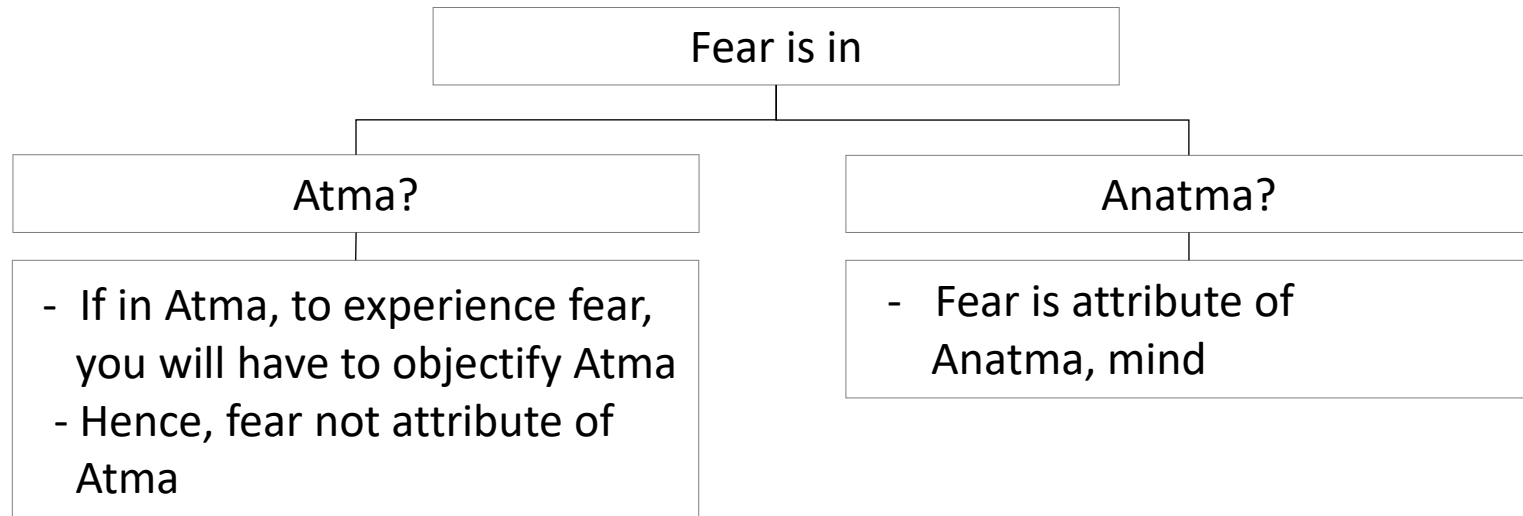 Fear is in
Atma?
Anatma?
- If in Atma, to experience fear,
you will have to objectify Atma
- Hence, fear not attribute of
Atma
- Fear is attribute of
Anatma, mind